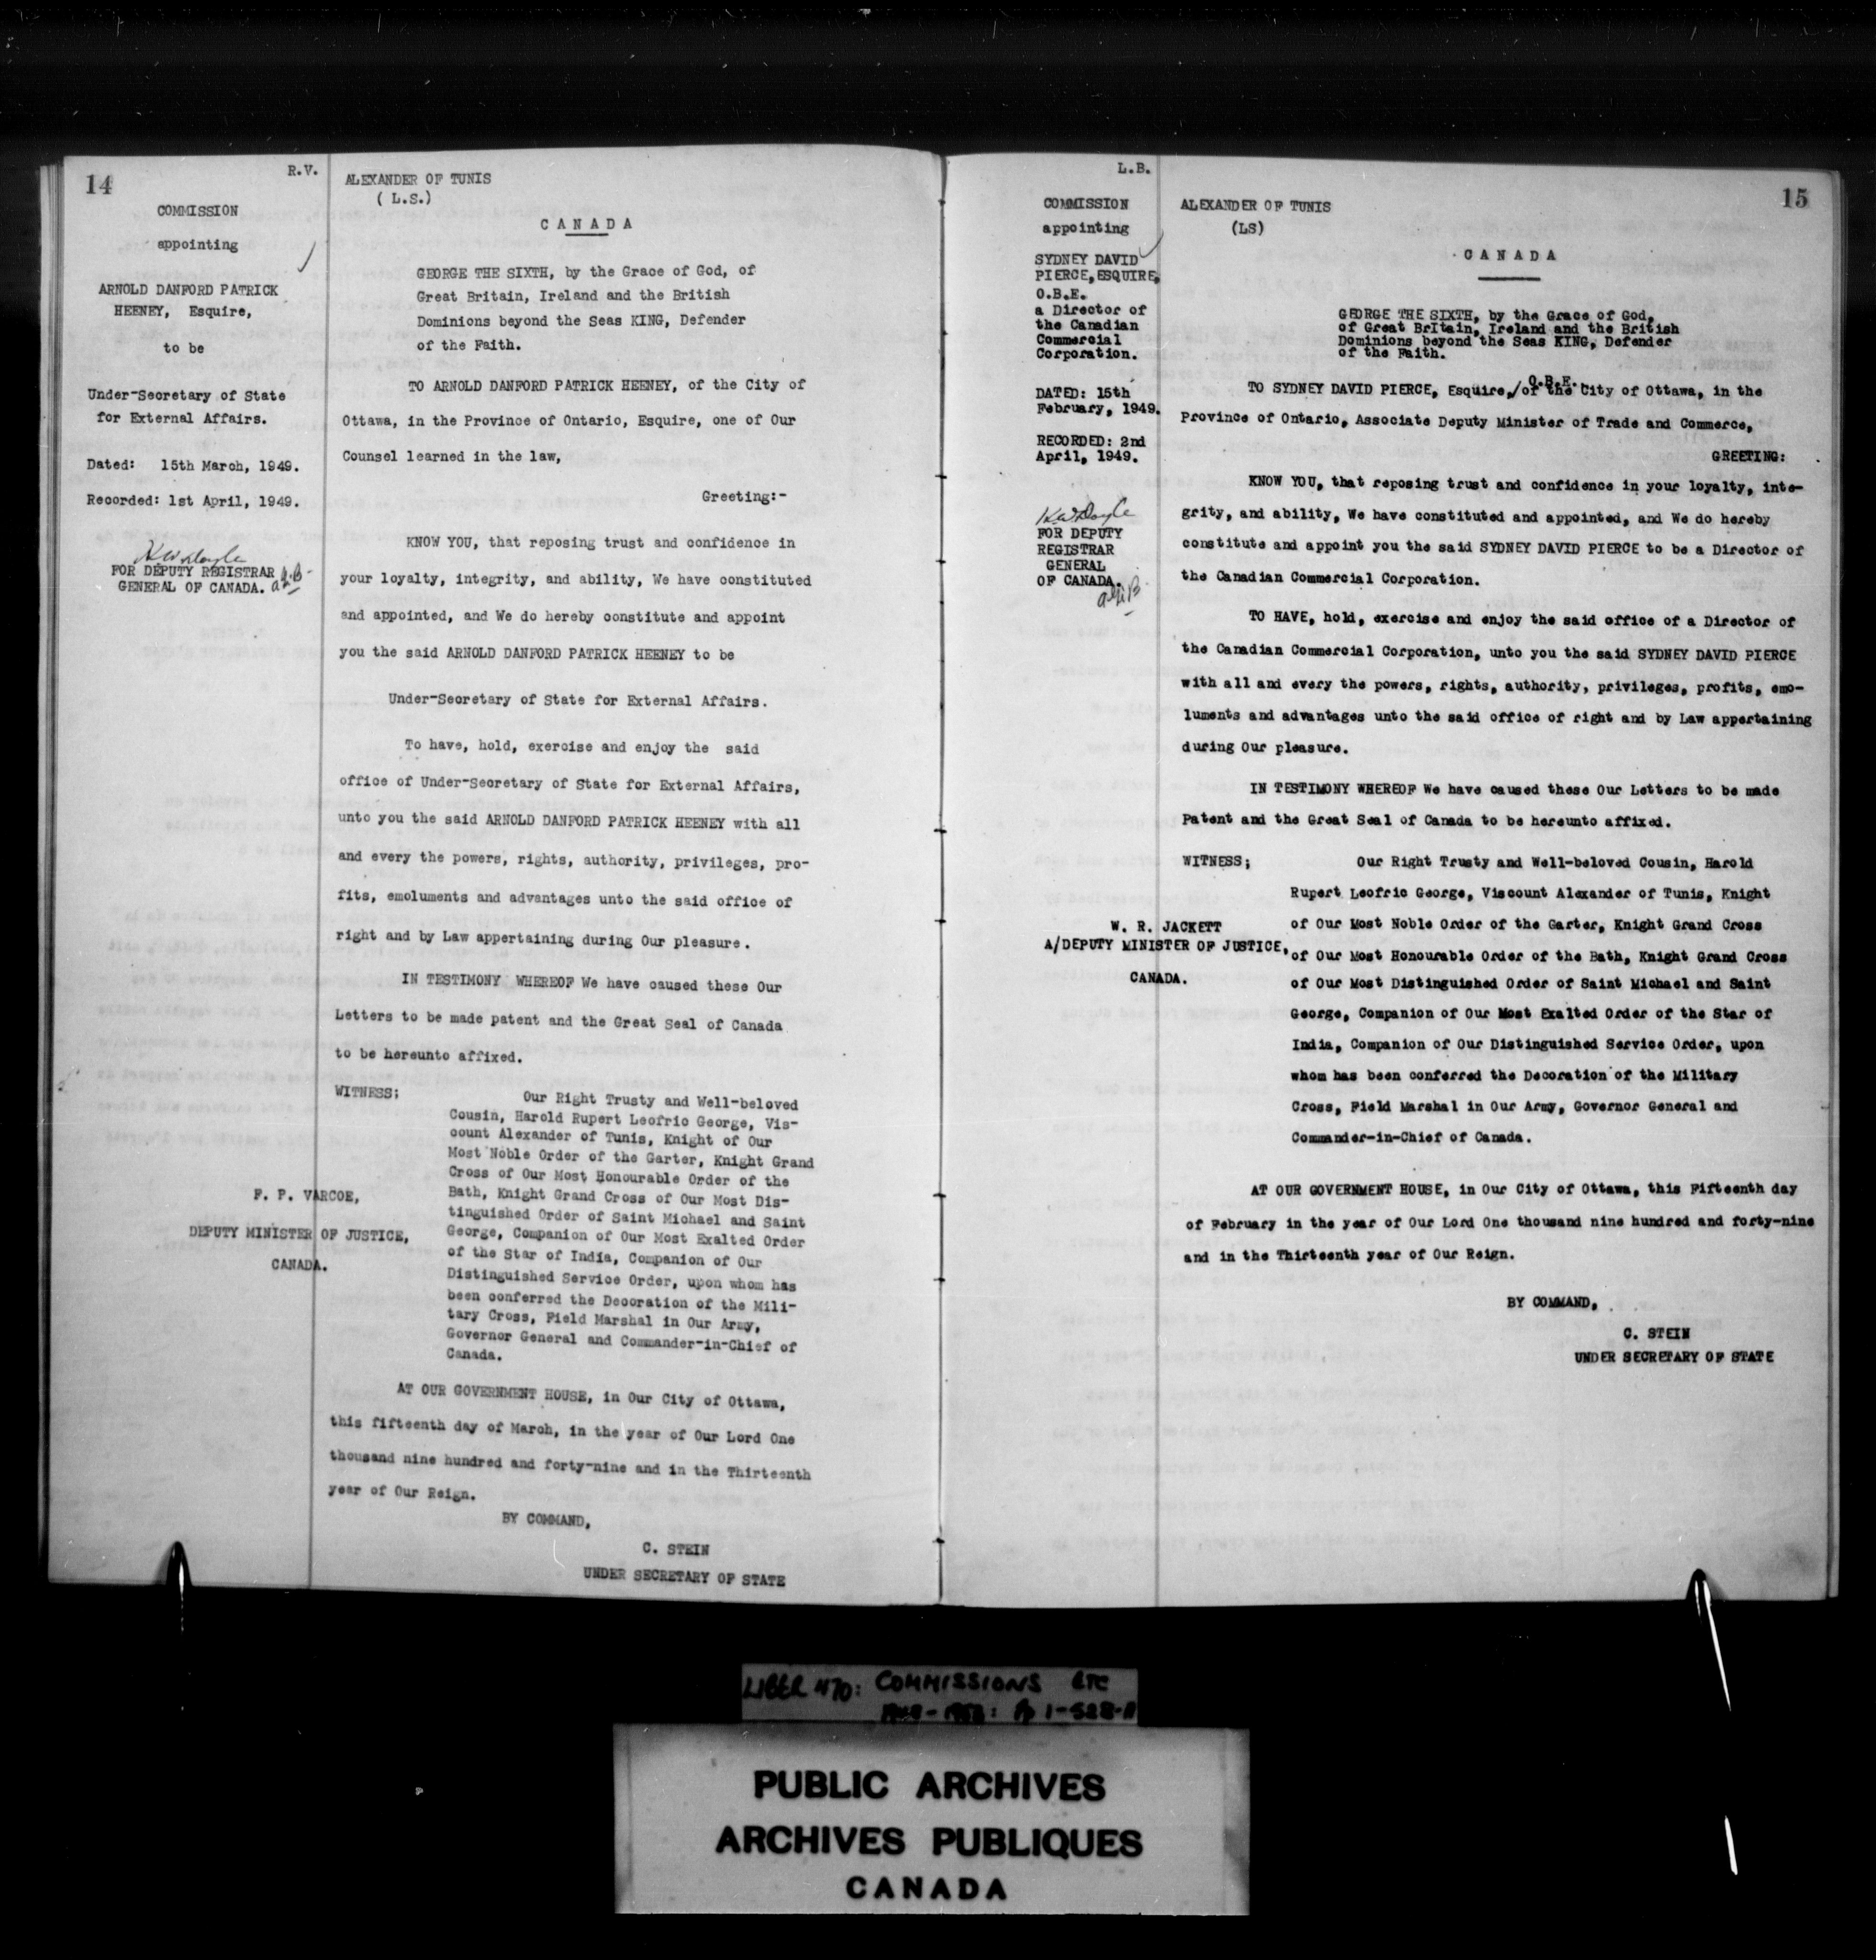 14
R.V.
COMMISSION
appointing
ARNOLD DANFORD PATRICK
HEENEY, Esquire,
to be
Under-Secretary of State
for External Affairs.
Dated: 15th March, 1949.
Recorded: 1st April, 1949.
K W Doyle
FOR DEPUTY REGISTRAR
GENERAL OF CANADA.
ALEXANDER OF TUNIS
( L.S.)
C A N A D A
GEORGE THE SIXTH, by the Grace of God, of
Great Britain, Ireland and the British
Dominions beyond the Seas KING, Defender
of the Faith.
TO ARNOLD DANFORD PATRICK HEENEY, of the City of
Ottawa, in the Province of Ontario, Esquire, one of Our
Counsel learned in the law,
Greeting:-
KNOW YOU, that reposing trust and confidence in
your loyalty, integrity, and ability, We have constituted
and appointed, and We do hereby constitute and appoint
you the said ARNOLD DANFORD PATRICK HEENEY to be
Under-Secretary of State for External Affairs.
To have, hold, exercise and enjoy the said
office of Under-Secretary of State for External Affairs,
unto you the said ARNOLD DANFORD PATRICK HEENEY with all
and every the powers, rights, authority, privileges, pro-
fits, emoluments and advantages unto the said office of
right and by Law appertaining during Our pleasure.
IN TESTIMONY WHEREOF We have caused these Our
Letters to be made patent and the Great Seal of Canada
to be hereunto affixed.
WITNESS; Our Right Trusty and Well-beloved
Cousin, Harold Rupert Leofric George, Vis-
count Alexander of Tunis, Knight of Our
Most Noble Order of the Garter, Knight Grand
Cross of Our Most Honourable Order of the
Bath, Knight Grand Cross of Our Most Dis-
tinguished Order of Saint Michael and Saint
George, Companion of Our Most Exalted Order
of the Star of India, Companion of Our
Distinguished Service Order, upon whom has
been conferred the Decoration of the Mili-
tary Cross, Field Marshal in Our Army,
Governor General and Commander-in-Chief of
Canada.
F. P. VARCOE,
DEPUTY MINISTER OF JUSTICE,
CANADA.
AT OUR GOVERNMENT HOUSE, in Our City of Ottawa,
this fifteenth day of March, in the year of Our Lord One
thousand nine hundred and forty-nine and in the Thirteenth
year of Our Reign.
BY COMMAND,
C. STEIN
UNDER SECRETARY OF STATE
L.B.
15
COMMISSION
appointing
SYDNEY DAVID
PIERCE,ESQUIRE,
O.B.E.
a Director of
the Canadian
Commercial
Corporation.
DATED: 15th
February, 1949.
RECORDED: 2nd
April, 1949.
K W Doyle
FOR DEPUTY
REGISTRAR
GENERAL
OF CANADA.
ALEXANDER OF TUNIS
(LS)
C A N A D A
GEORGE THE SIXTH, by the Grace of God,
of Great BrItain, Ireland and the British
Dominions beyond the Seas KING, Defender
of the Faith.
O.B.E.
TO SYDNEY DAVID PIERCE, Esquire,/of the City of Ottawa, in the
Province of Ontario, Associate Deputy Minister of Trade and Commerce,
GREETING:
KNOW YOU, that reposing trust and confidence in your loyalty, inte-
grity, and ability, We have constituted and appointed, and We do hereby
constitute and appoint you the said SYDNEY DAVID PIERCE to be a Director of
the Canadian Commercial Corporation.
TO HAVE, hold, exercise and enjoy the said office of a Director of
the Canadian Commercial Corporation, unto you the said SYDNEY DAVID PIERCE
with all and every the powers, rights, authority, privileges, profits, emo-
luments and advantages unto the said office of right and by Law appertaining
during Our pleasure.
IN TESTIMONY WHEREOF We have caused these Our Letters to be made
Patent and the Great Seal of Canada to be hereunto affixed.
WITNESS; Our Right Trusty and Well-beloved Cousin, Harold
Rupert Leofric George, Viscount Alexander of Tunis, Knight
of Our Most Noble Order of the Garter, Knight Grand Cross
of Our Most Honourable Order of the Bath, Knight Grand Cross
of Our Most Distinguished Order of Saint Michael and Saint
George, Companion of Our Most Exalted Order of the Star of
India, Companion of Our Distinguished Service Order, upon
whom has been conferred the Decoration of the Military
Cross, Field Marshal in Our Army, Governor General and
Commander-in-Chief of Canada.
W. R. JACKETT
A/DEPUTY MINISTER OF JUSTICE,
CANADA.
AT OUR GOVERNMENT HOUSE, in Our City of Ottawa, this Fifteenth day
of February in the year of Our Lord One thousand nine hundred and forty-nine
and in the Thirteenth year of Our Reign.
BY COMMAND,
C. STEIN
UNDER SECRETARY OF STATE
LIBER 470: COMMISSIONS ETC
Pp 1-528-A
PUBLIC ARCHIVES
ARCHIVES PUBLIQUES
CANADA